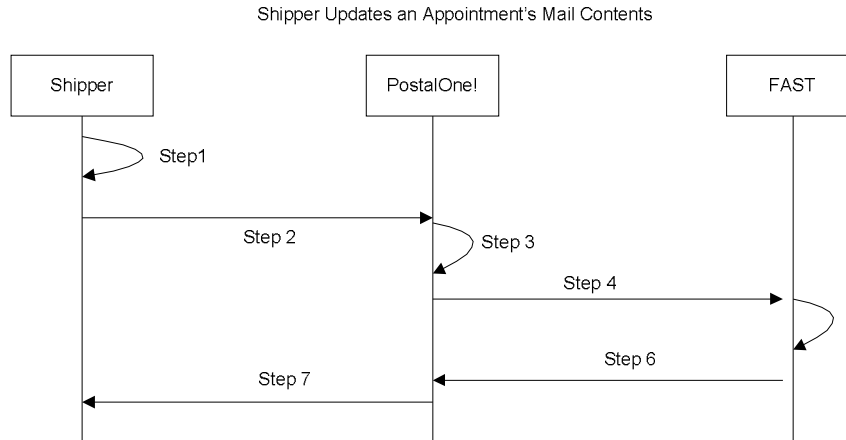 Shipper Updates an Appointment's Mail Contents
Shipper
PostalOne!
FAST
Step1
Step 2
Step 3
Step 4
Step 6
Step 7